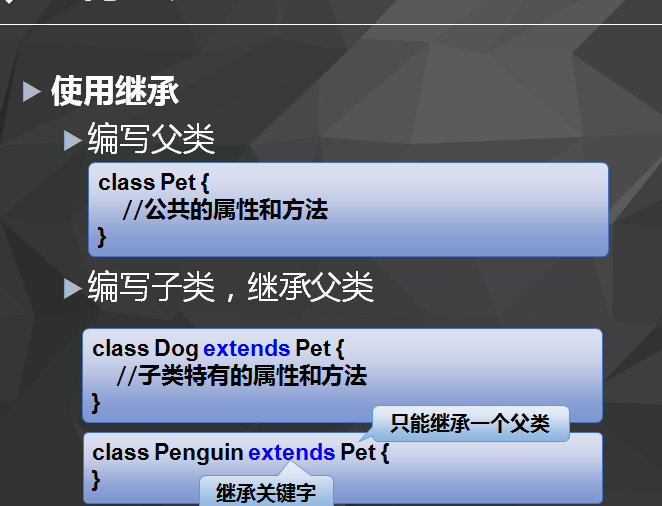 使用继承
编写父类
class Pet {
//公共的属性和方法
}
编写子类，继承父类
class Dog extends Pet {
//子类特有的属性和方法
}
只能继承一个父类
class Penguin extends Pet {
}
继承关键字